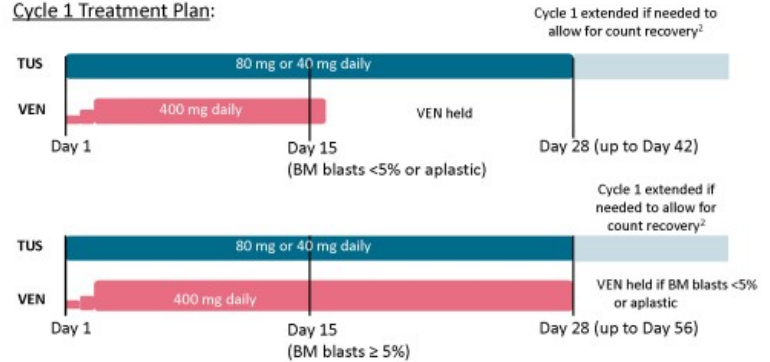 Cycle 1 Treatment Plan:
Cycle 1 extended if needed to
allow for count recovery2
TUS
80 mg or 40 mg daily
VEN
400 mg daily
VEN held
Day 1
Day 15
(BM blasts <5% or aplastic)
Day 28 (up to Day 42)
Cycle 1 extended if
needed to allow for
count recovery2
TUS
80 mg or 40 mg daily
VEN
400 mg daily
VEN held if BM blasts <5%
or aplastic
Day 1
Day 15
(BM blasts ≥ 5%)
Day 28 (up to Day 56)